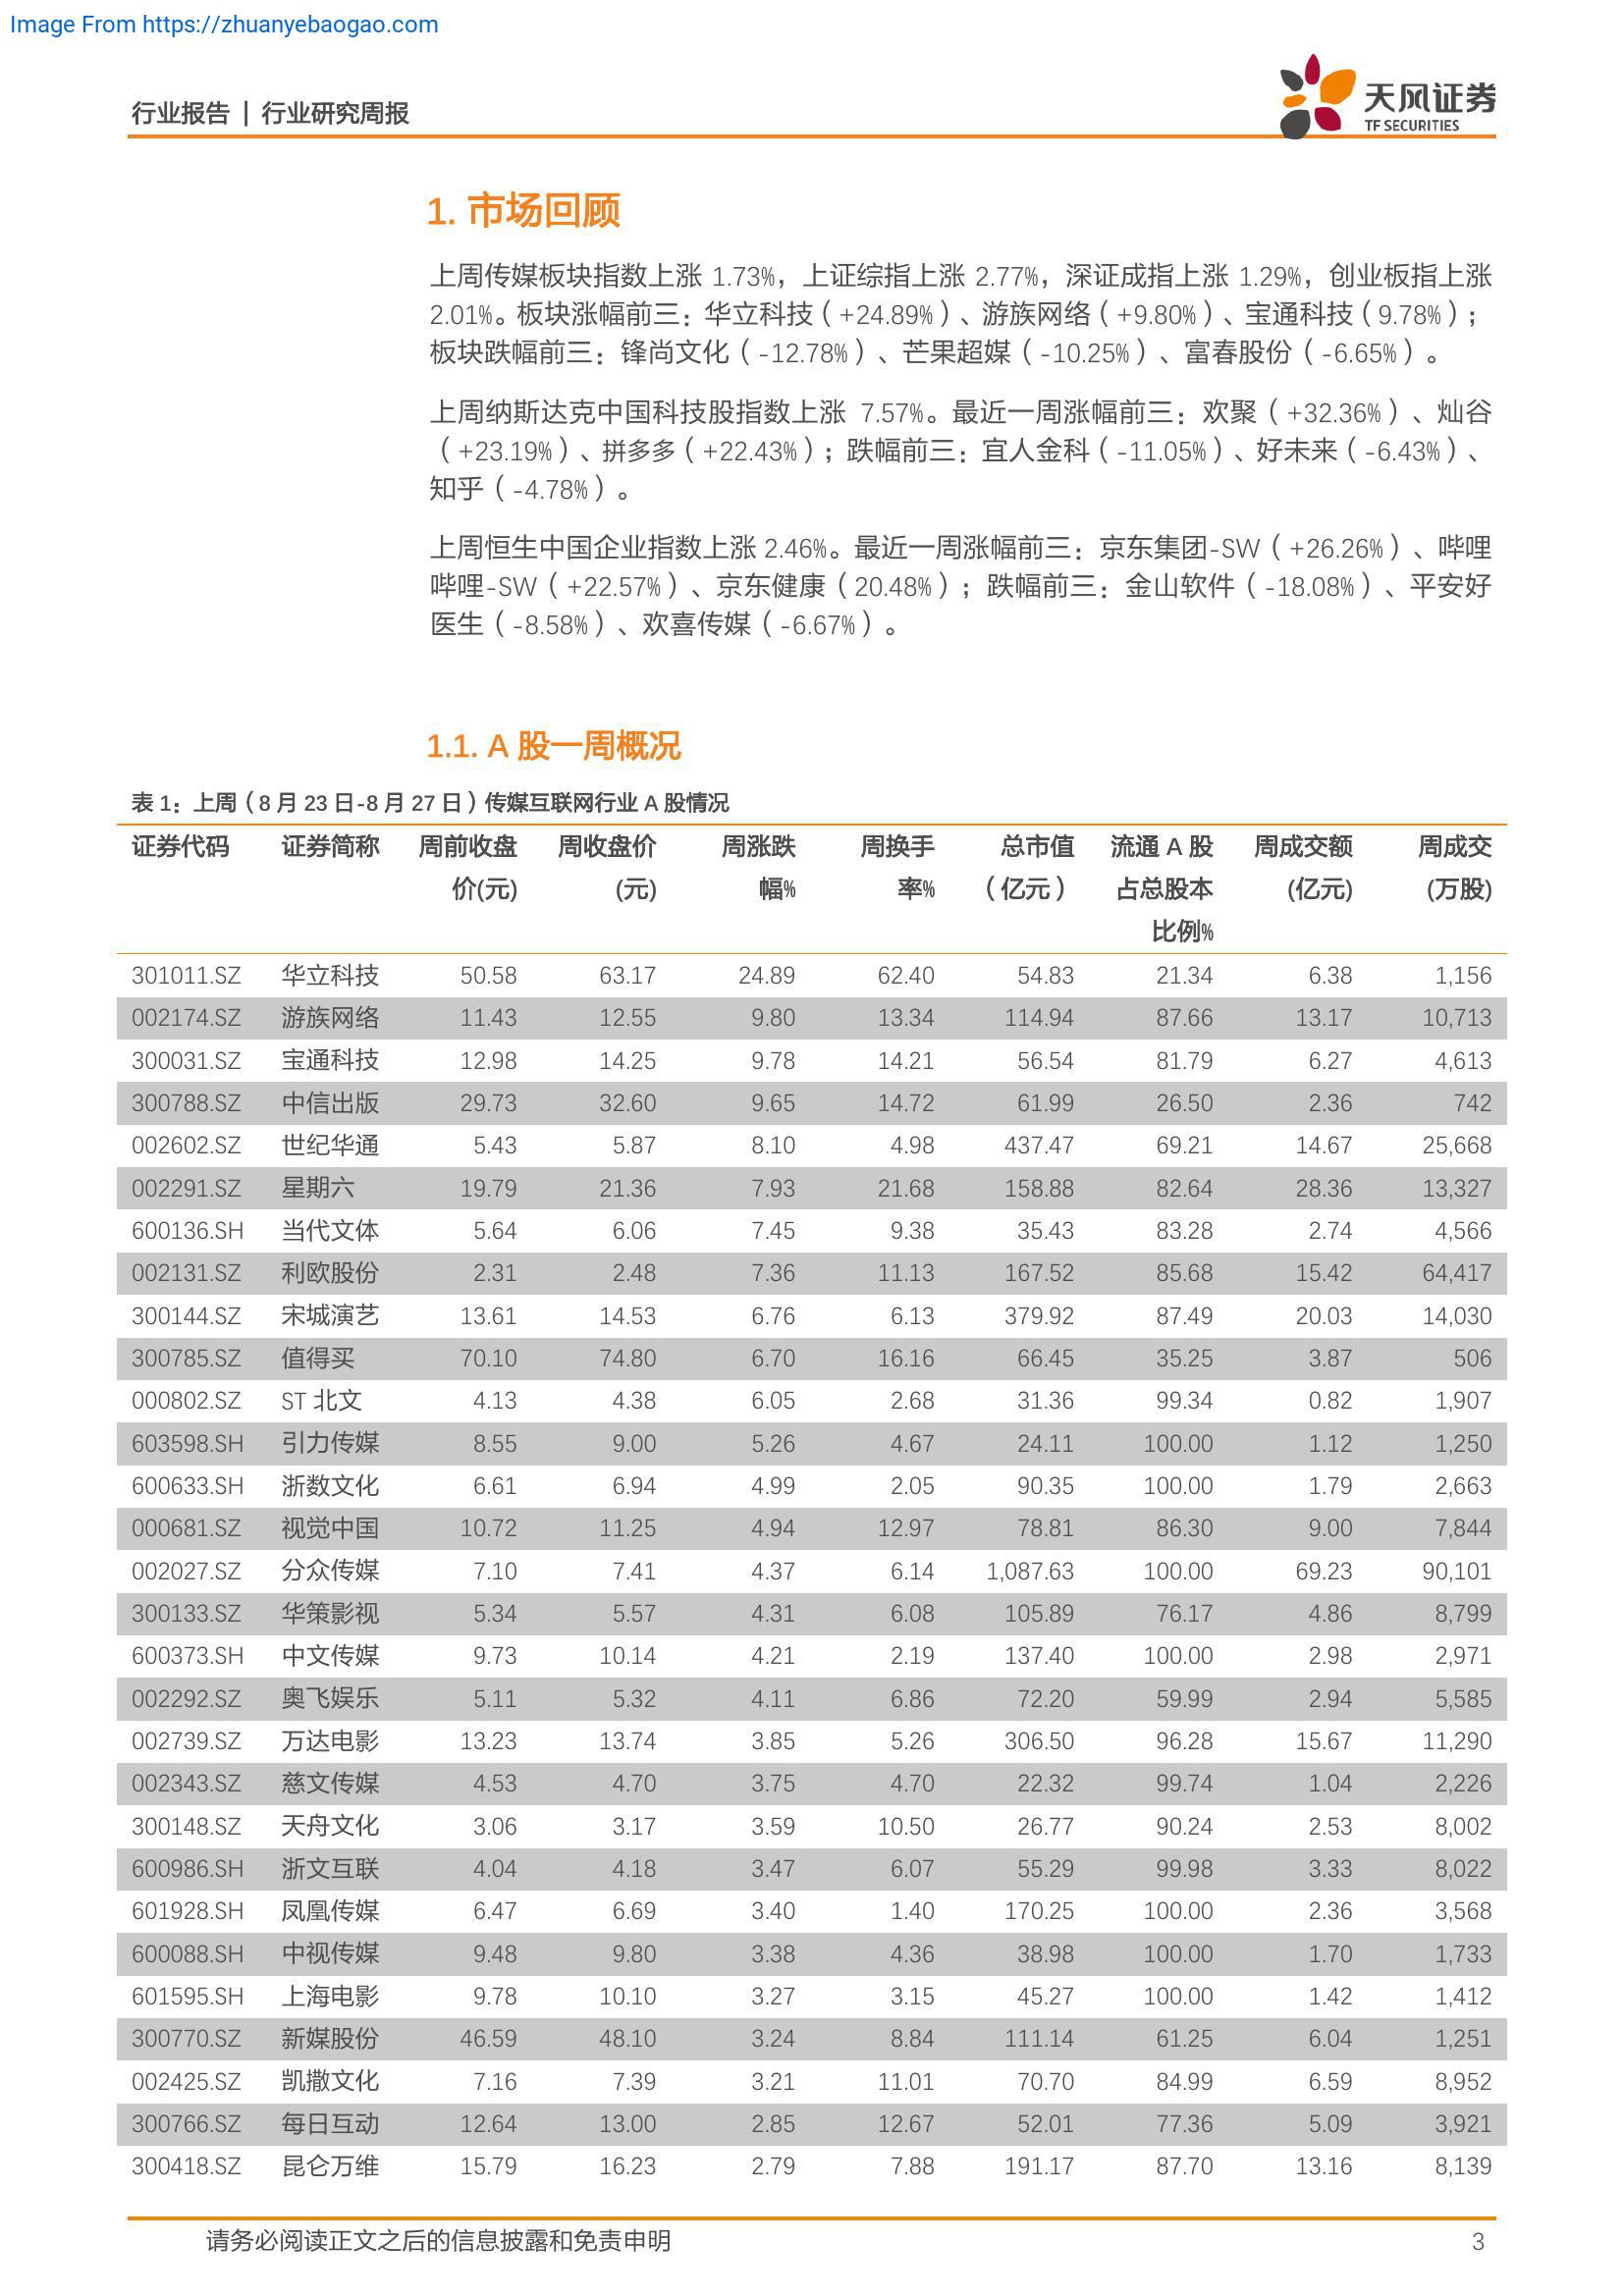 Image From https://zhuanyebaogao.com
行业报告 | 行业研究周报
天风证券
TF SECURITIES
1. 市场回顾
上周传媒板块指数上涨 1.73%，上证综指上涨 2.77%，深证成指上涨 1.29%，创业板指上涨
2.01%。板块涨幅前三：华立科技（+24.89%）、游族网络（+9.80%）、宝通科技（9.78%）；
板块跌幅前三：锋尚文化（-12.78%）、芒果超媒（-10.25%）、富春股份（-6.65%）。
上周纳斯达克中国科技股指数上涨 7.57%。最近一周涨幅前三：欢聚（+32.36%）、灿谷
（+23.19%）、拼多多（+22.43%）；跌幅前三：宜人金科（-11.05%）、好未来（-6.43%）、
知乎（-4.78%）。
上周恒生中国企业指数上涨 2.46%。最近一周涨幅前三：京东集团-SW（+26.26%）、哔哩
哔哩-SW（+22.57%）、京东健康（20.48%）；跌幅前三：金山软件（-18.08%）、平安好
医生（-8.58%）、欢喜传媒（-6.67%）。
1.1. A 股一周概况
表 1：上周（8 月 23 日-8 月 27 日）传媒互联网行业 A 股情况
证券代码 证券简称 周前收盘 周收盘价 周涨跌 周换手 总市值 流通 A 股 周成交额 周成交
价(元) (元) 幅% 率% （亿元） 占总股本 (亿元) (万股)
比例%
301011.SZ 华立科技 50.58 63.17 24.89 62.40 54.83 21.34 6.38 1,156
002174.SZ 游族网络 11.43 12.55 9.80 13.34 114.94 87.66 13.17 10,713
300031.SZ 宝通科技 12.98 14.25 9.78 14.21 56.54 81.79 6.27 4,613
300788.SZ 中信出版 29.73 32.60 9.65 14.72 61.99 26.50 2.36 742
002602.SZ 世纪华通 5.43 5.87 8.10 4.98 437.47 69.21 14.67 25,668
002291.SZ 星期六 19.79 21.36 7.93 21.68 158.88 82.64 28.36 13,327
600136.SH 当代文体 5.64 6.06 7.45 9.38 35.43 83.28 2.74 4,566
002131.SZ 利欧股份 2.31 2.48 7.36 11.13 167.52 85.68 15.42 64,417
300144.SZ 宋城演艺 13.61 14.53 6.76 6.13 379.92 87.49 20.03 14,030
300785.SZ 值得买 70.10 74.80 6.70 16.16 66.45 35.25 3.87 506
000802.SZ ST 北文 4.13 4.38 6.05 2.68 31.36 99.34 0.82 1,907
603598.SH 引力传媒 8.55 9.00 5.26 4.67 24.11 100.00 1.12 1,250
600633.SH 浙数文化 6.61 6.94 4.99 2.05 90.35 100.00 1.79 2,663
000681.SZ 视觉中国 10.72 11.25 4.94 12.97 78.81 86.30 9.00 7,844
002027.SZ 分众传媒 7.10 7.41 4.37 6.14 1,087.63 100.00 69.23 90,101
300133.SZ 华策影视 5.34 5.57 4.31 6.08 105.89 76.17 4.86 8,799
600373.SH 中文传媒 9.73 10.14 4.21 2.19 137.40 100.00 2.98 2,971
002292.SZ 奥飞娱乐 5.11 5.32 4.11 6.86 72.20 59.99 2.94 5,585
002739.SZ 万达电影 13.23 13.74 3.85 5.26 306.50 96.28 15.67 11,290
002343.SZ 慈文传媒 4.53 4.70 3.75 4.70 22.32 99.74 1.04 2,226
300148.SZ 天舟文化 3.06 3.17 3.59 10.50 26.77 90.24 2.53 8,002
600986.SH 浙文互联 4.04 4.18 3.47 6.07 55.29 99.98 3.33 8,022
601928.SH 凤凰传媒 6.47 6.69 3.40 1.40 170.25 100.00 2.36 3,568
600088.SH 中视传媒 9.48 9.80 3.38 4.36 38.98 100.00 1.70 1,733
601595.SH 上海电影 9.78 10.10 3.27 3.15 45.27 100.00 1.42 1,412
300770.SZ 新媒股份 46.59 48.10 3.24 8.84 111.14 61.25 6.04 1,251
002425.SZ 凯撒文化 7.16 7.39 3.21 11.01 70.70 84.99 6.59 8,952
300766.SZ 每日互动 12.64 13.00 2.85 12.67 52.01 77.36 5.09 3,921
300418.SZ 昆仑万维 15.79 16.23 2.79 7.88 191.17 87.70 13.16 8,139
请务必阅读正文之后的信息披露和免责申明 3